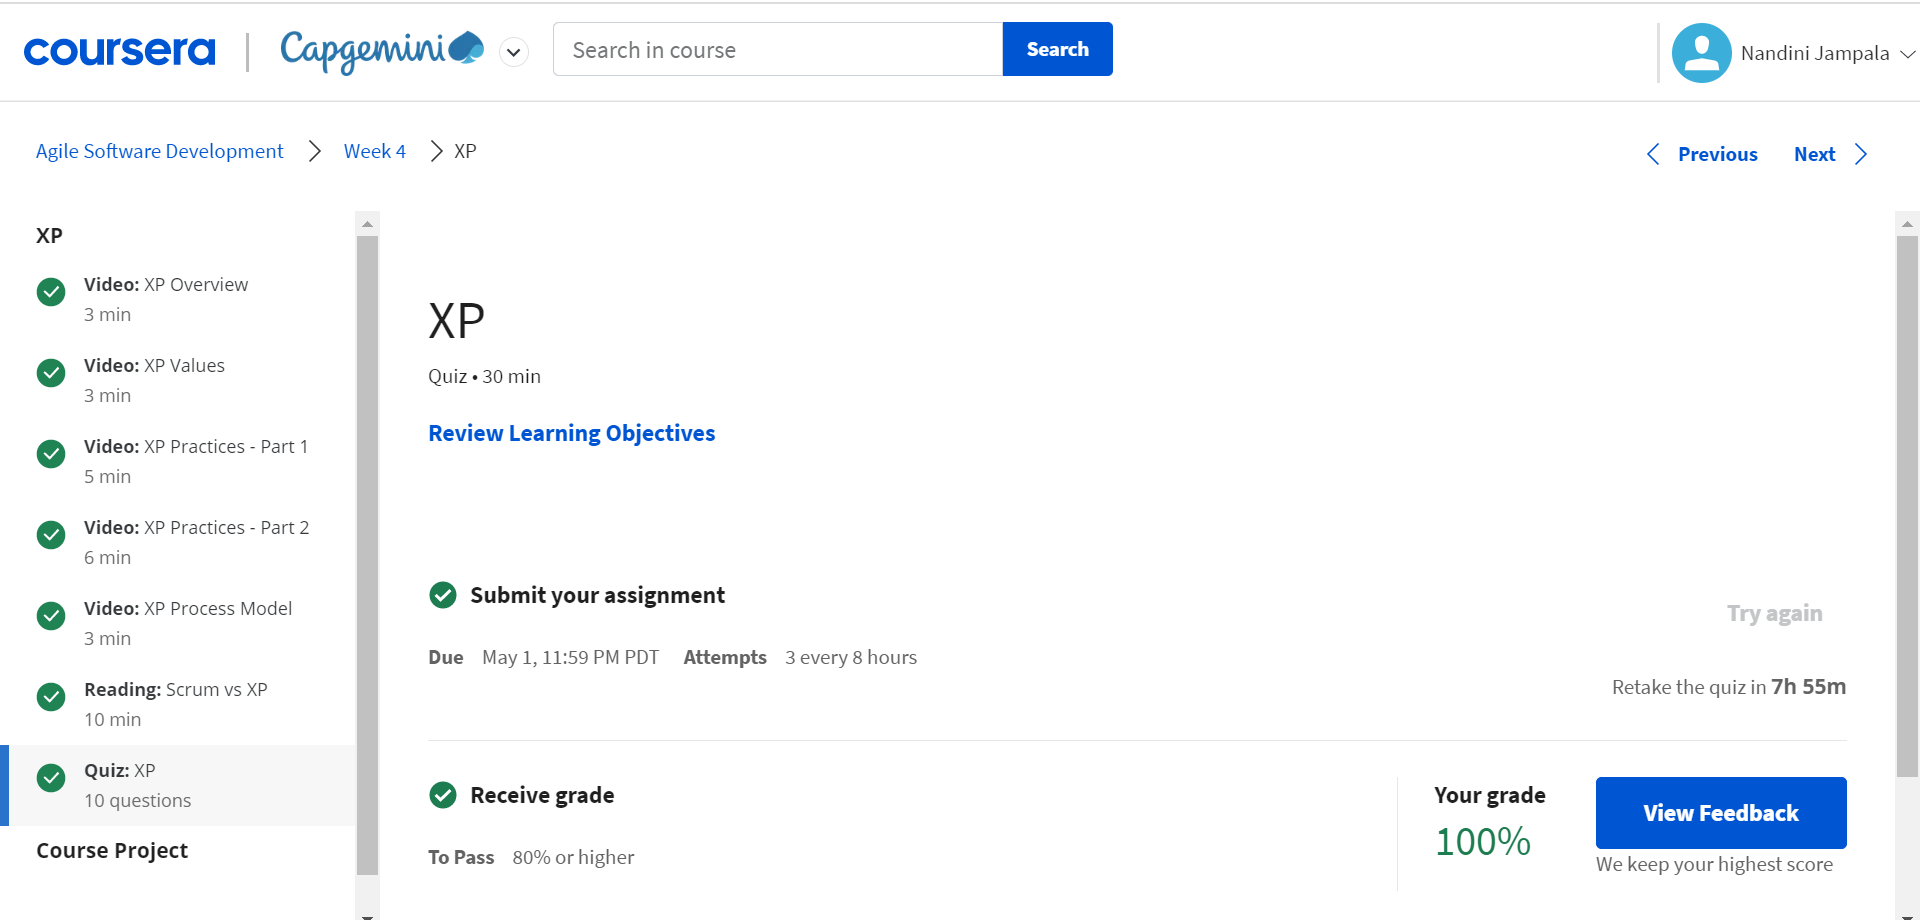 coursera
Capgemini
Search in course
Search
Nandini Jampala
Agile Software Development
Week 4
XP
Previous
Next
XP
Video: XP Overview
3 min
Video: XP Values
3 min
Video: XP Practices - Part 1
5 min
Video: XP Practices - Part 2
6 min
Video: XP Process Model
3 min
Reading: Scrum vs XP
10 min
Quiz: XP
10 questions
Course Project
XP
Quiz • 30 min
Review Learning Objectives
Submit your assignment
Try again
Due May 1, 11:59 PM PDT Attempts 3 every 8 hours
Retake the quiz in 7h 55m
Receive grade
To Pass 80% or higher
Your grade
100%
View Feedback
We keep your highest score